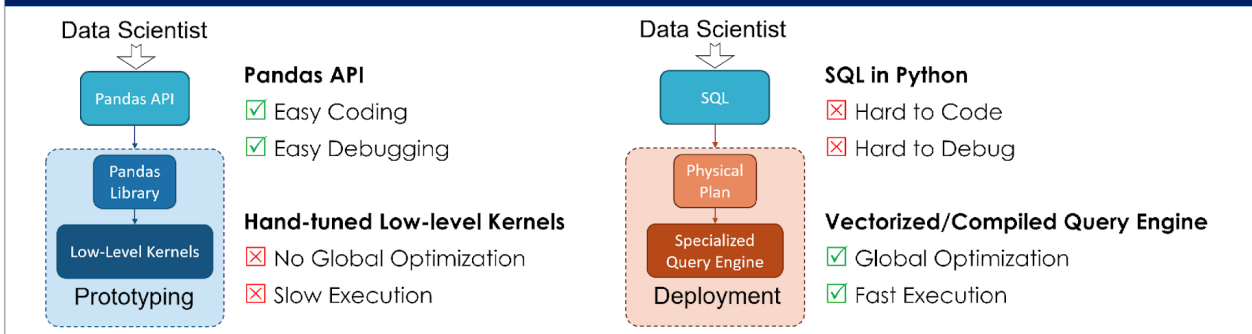 Data Scientist
Pandas API
Pandas
Library
Low-Level Kernels
Prototyping
Pandas API
Easy Coding
Easy Debugging
Hand-tuned Low-level Kernels
No Global Optimization
Slow Execution
Data Scientist
SQL
Physical
Plan
Specialized
Query Engine
Deployment
SQL in Python
Hard to Code
Hard to Debug
Vectorized/Compiled Query Engine
Global Optimization
Fast Execution